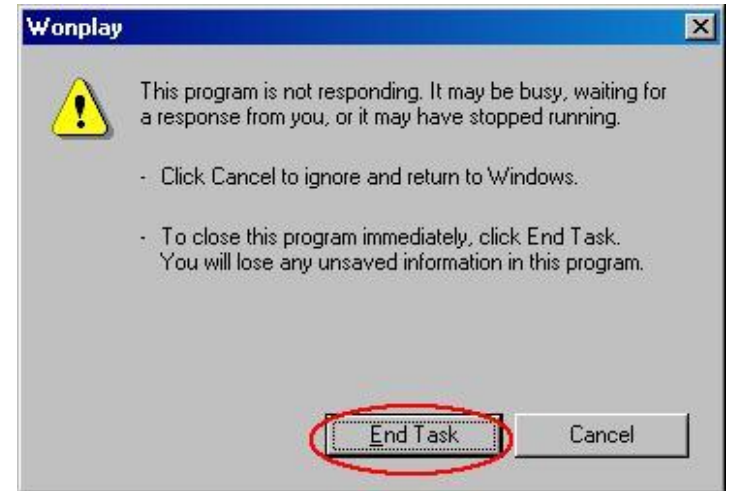 Wonplay
This program is not responding. It may be busy, waiting for
a response from you, or it may have stopped running.
- Click Cancel to ignore and return to Windows.
- To close this program immediately, click End Task.
You will lose any unsaved information in this program.
End Task
Cancel